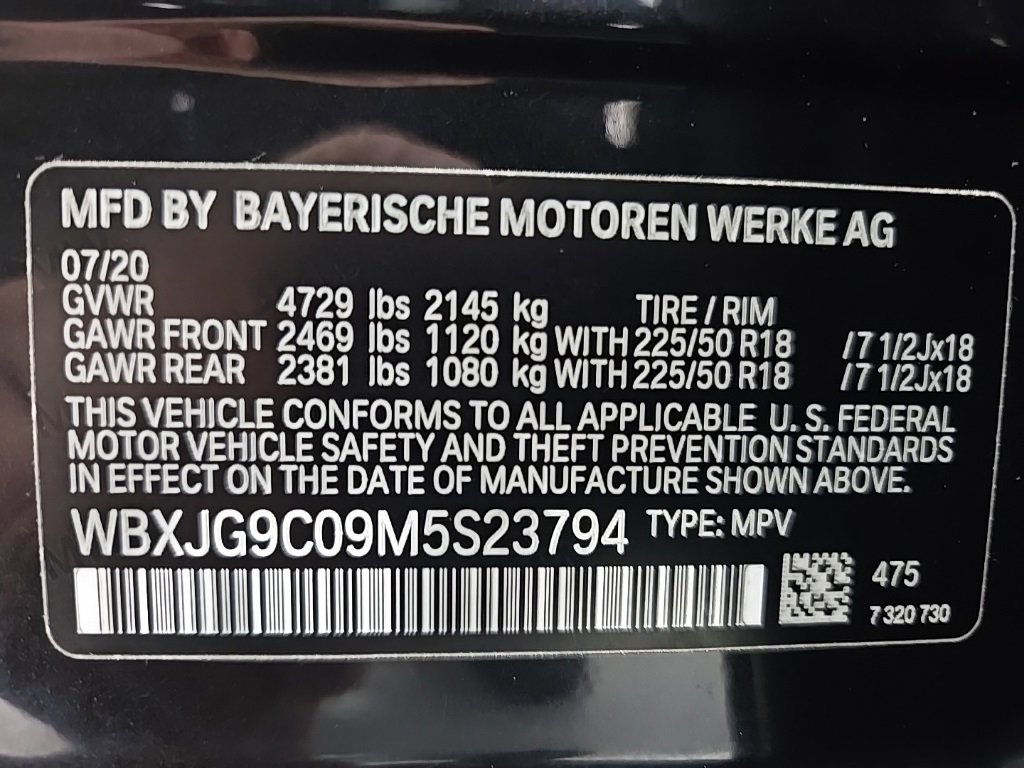 MFD BY BAYERISCHE MOTOREN WERKE AG
07/20
GVWR 4729 lbs 2145 kg TIRE / RIM
GAWR FRONT 2469 lbs 1120 kg WITH 225/50 R18 /7 1/2Jx18
GAWR REAR 2381 lbs 1080 kg WITH 225/50 R18 /7 1/2Jx18
THIS VEHICLE CONFORMS TO ALL APPLICABLE U. S. FEDERAL
MOTOR VEHICLE SAFETY AND THEFT PREVENTION STANDARDS
IN EFFECT ON THE DATE OF MANUFACTURE SHOWN ABOVE.
WBXJG9C09M5S23794 TYPE: MPV
475
7 320 730